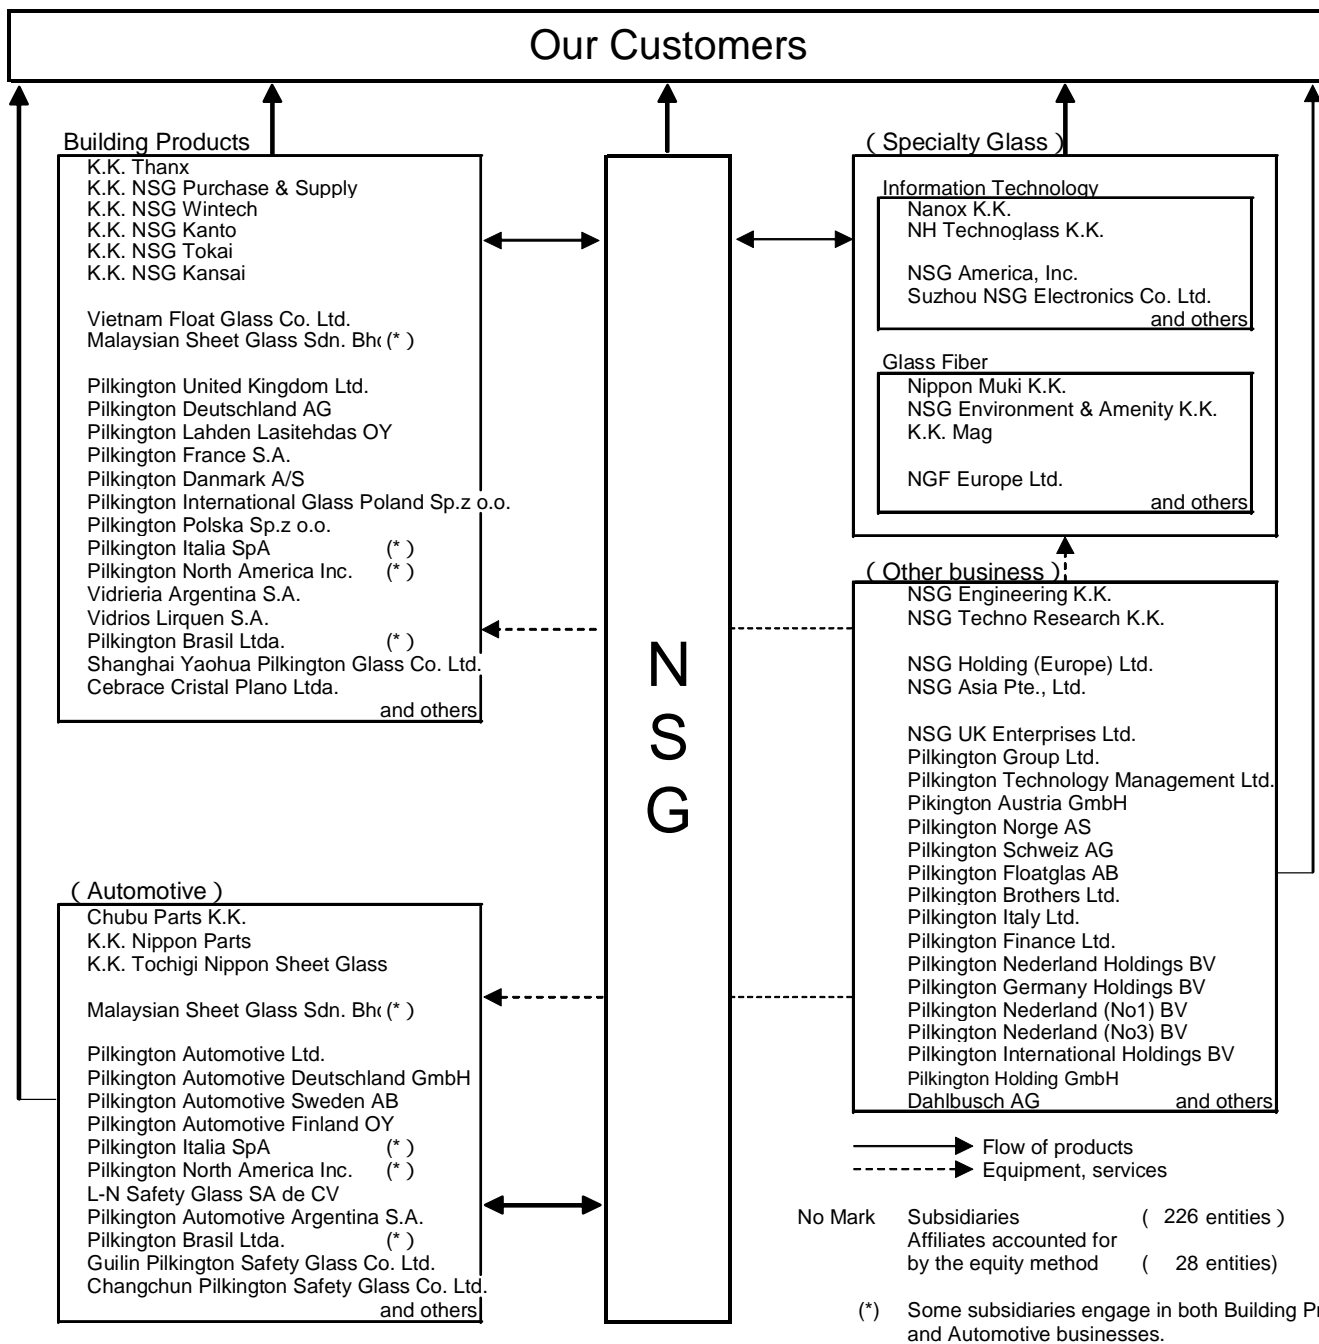 Our Customers
Building Products
K.K. Thanx
K.K. NSG Purchase & Supply
K.K. NSG Wintech
K.K. NSG Kanto
K.K. NSG Tokai
K.K. NSG Kansai
Vietnam Float Glass Co. Ltd.
Malaysian Sheet Glass Sdn. Bh (* )
Pilkington United Kingdom Ltd.
Pilkington Deutschland AG
Pilkington Lahden Lasitehdas OY
Pilkington France S.A.
Pilkington Danmark A/S
Pilkington International Glass Poland Sp.z o.o.
Pilkington Polska Sp.z o.o.
Pilkington Italia SpA (* )
Pilkington North America Inc. (* )
Vidrieria Argentina S.A.
Vidrios Lirquen S.A.
Pilkington Brasil Ltda. (* )
Shanghai Yaohua Pilkington Glass Co. Ltd.
Cebrace Cristal Plano Ltda.
and others
( Automotive )
Chubu Parts K.K.
K.K. Nippon Parts
K.K. Tochigi Nippon Sheet Glass
Malaysian Sheet Glass Sdn. Bh (* )
Pilkington Automotive Ltd.
Pilkington Automotive Deutschland GmbH
Pilkington Automotive Sweden AB
Pilkington Automotive Finland OY
Pilkington Italia SpA (* )
Pilkington North America Inc. (* )
L-N Safety Glass SA de CV
Pilkington Automotive Argentina S.A.
Pilkington Brasil Ltda. (* )
Guilin Pilkington Safety Glass Co. Ltd.
Changchun Pilkington Safety Glass Co. Ltd.
and others
N
S
G
( Specialty Glass )
Information Technology
Nanox K.K.
NH Technoglass K.K.
NSG America, Inc.
Suzhou NSG Electronics Co. Ltd.
and others
Glass Fiber
Nippon Muki K.K.
NSG Environment & Amenity K.K.
K.K. Mag
NGF Europe Ltd.
and others
( Other business )
NSG Engineering K.K.
NSG Techno Research K.K.
NSG Holding (Europe) Ltd.
NSG Asia Pte., Ltd.
NSG UK Enterprises Ltd.
Pilkington Group Ltd.
Pilkington Technology Management Ltd.
Pikington Austria GmbH
Pilkington Norge AS
Pilkington Schweiz AG
Pilkington Floatglas AB
Pilkington Brothers Ltd.
Pilkington Italy Ltd.
Pilkington Finance Ltd.
Pilkington Nederland Holdings BV
Pilkington Germany Holdings BV
Pilkington Nederland (No1) BV
Pilkington Nederland (No3) BV
Pilkington International Holdings BV
Pilkington Holding GmbH
Dahlbusch AG and others
Flow of products
Equipment, services
No Mark Subsidiaries ( 226 entities )
Affiliates accounted for
by the equity method ( 28 entities)
(*) Some subsidiaries engage in both Building Pr
and Automotive businesses.